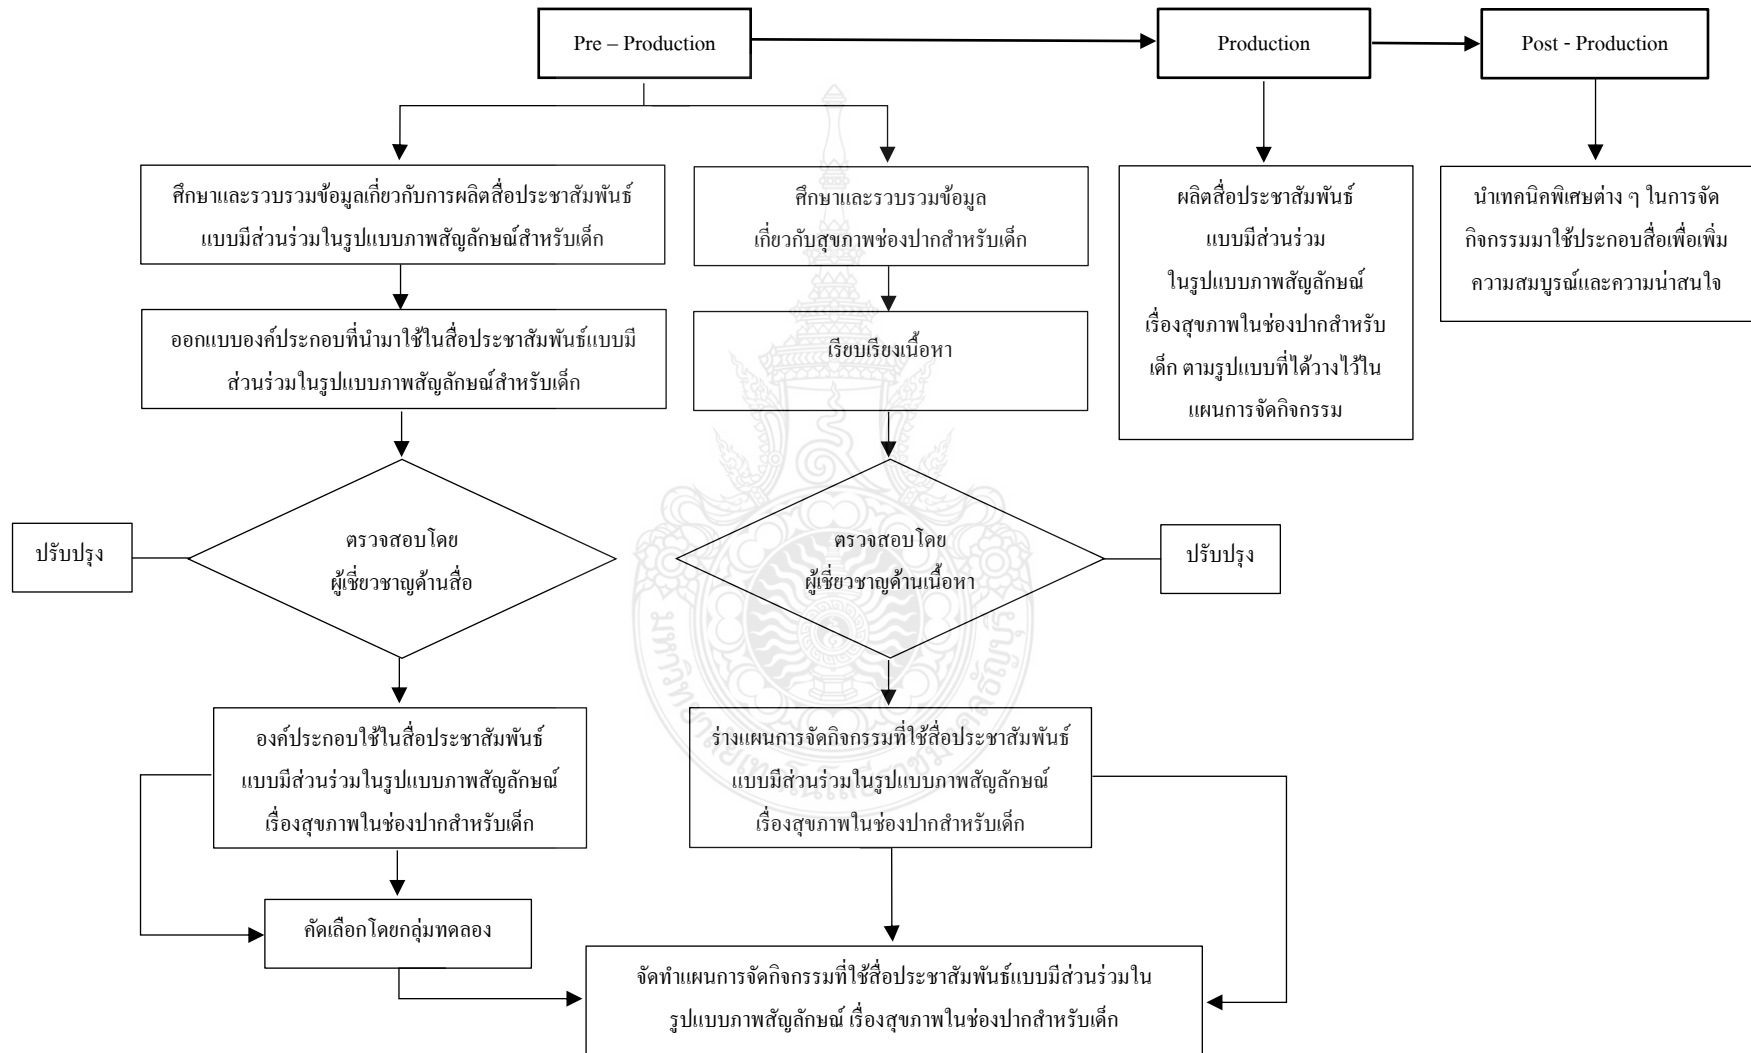 Pre – Production
Production
Post - Production
ศึกษาและรวบรวมข้อมูลเกี่ยวกับการผลิตสื่อประชาสัมพันธ์
แบบมีส่วนร่วมในรูปแบบภาพสัญลักษณ์สำหรับเด็ก
ศึกษาและรวบรวมข้อมูล
เกี่ยวกับสุขภาพช่องปากสำหรับเด็ก
ผลิตสื่อประชาสัมพันธ์
แบบมีส่วนร่วม
ในรูปแบบภาพสัญลักษณ์
เรื่องสุขภาพในช่องปากสำหรับ
เด็ก ตามรูปแบบที่ได้วางไว้ใน
แผนการจัดกิจกรรม
นำเทคนิคพิเศษต่าง ๆ ในการจัด
กิจกรรมมาใช้ประกอบสื่อเพื่อเพิ่ม
ความสมบูรณ์และความน่าสนใจ
ออกแบบองค์ประกอบที่นำมาใช้ในสื่อประชาสัมพันธ์แบบมี
ส่วนร่วมในรูปแบบภาพสัญลักษณ์สำหรับเด็ก
เรียบเรียงเนื้อหา
ปรับปรุง
ตรวจสอบโดย
ผู้เชี่ยวชาญด้านสื่อ
ตรวจสอบโดย
ผู้เชี่ยวชาญด้านเนื้อหา
ปรับปรุง
องค์ประกอบใช้ในสื่อประชาสัมพันธ์
แบบมีส่วนร่วมในรูปแบบภาพสัญลักษณ์
เรื่องสุขภาพในช่องปากสำหรับเด็ก
ร่างแผนการจัดกิจกรรมที่ใช้สื่อประชาสัมพันธ์
แบบมีส่วนร่วมในรูปแบบภาพสัญลักษณ์
เรื่องสุขภาพในช่องปากสำหรับเด็ก
คัดเลือกโดยกลุ่มทดลอง
จัดทำแผนการจัดกิจกรรมที่ใช้สื่อประชาสัมพันธ์แบบมีส่วนร่วมใน
รูปแบบภาพสัญลักษณ์ เรื่องสุขภาพในช่องปากสำหรับเด็ก
มหาวิทยาลัยเทคโนโลยีราชมงคลธัญบุรี